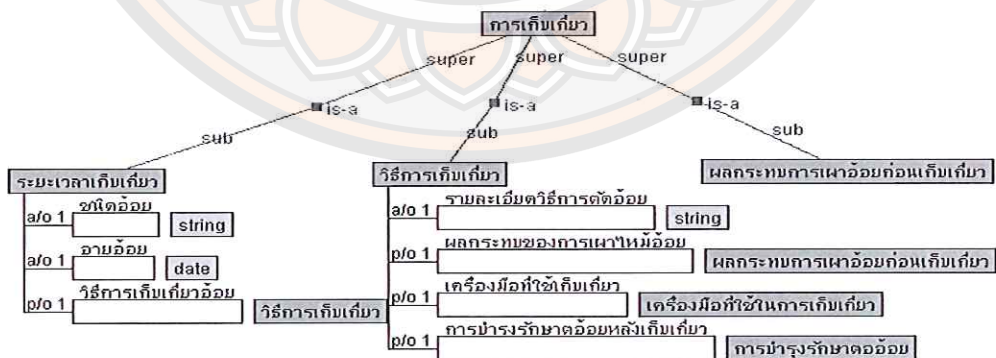 การเก็บเกี่ยว
super super super
is-a is-a is-a
sub sub sub
ระยะเวลาเก็บเกี่ยว
a/o 1 ชนิดอ้อย string
a/o 1 อายุอ้อย date
p/o 1 วิธีการเก็บเกี่ยวอ้อย วิธีการเก็บเกี่ยว
วิธีการเก็บเกี่ยว
a/o 1 รายละเอียดวิธีการตัดอ้อย string
p/o 1 ผลกระทบของการเผาไหม้อ้อย ผลกระทบการเผาอ้อยก่อนเก็บเกี่ยว
p/o 1 เครื่องมือที่ใช้เก็บเกี่ยว เครื่องมือที่ใช้ในการเก็บเกี่ยว
p/o 1 การบำรุงรักษาตออ้อยหลังเก็บเกี่ยว การบำรุงรักษาตออ้อย
ผลกระทบการเผาอ้อยก่อนเก็บเกี่ยว